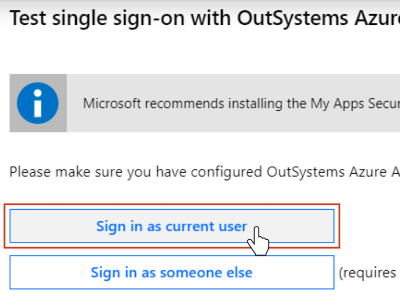 Test single sign-on with OutSystems Azure
Microsoft recommends installing the My Apps Secur
Please make sure you have configured OutSystems Azure A
Sign in as current user
Sign in as someone else (requires